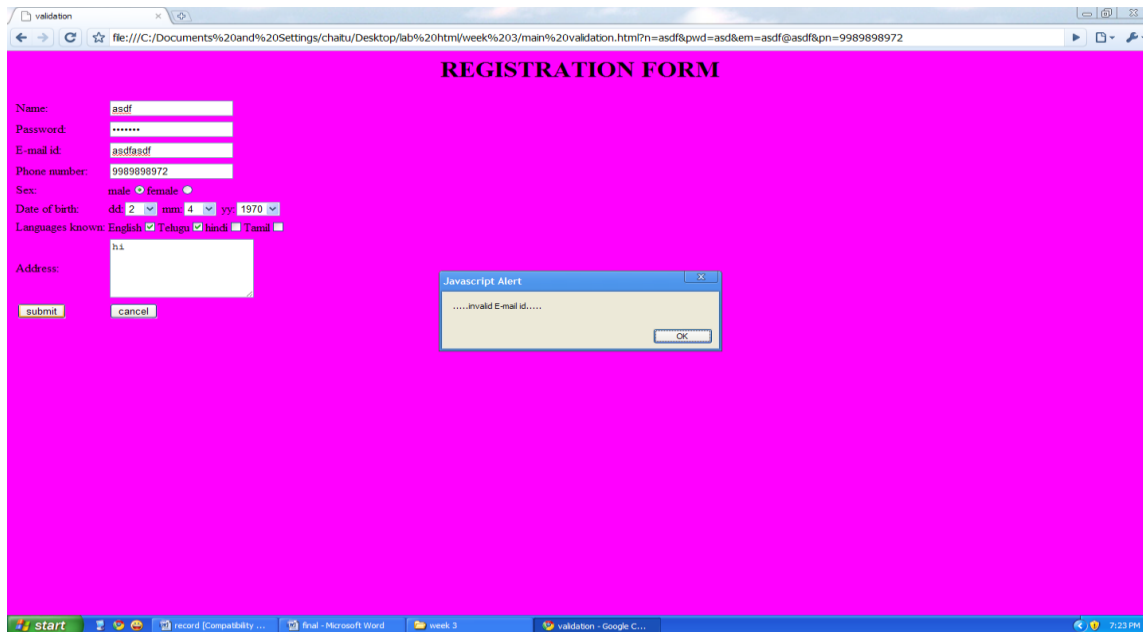 validation
file:///C:/Documents%20and%20Settings/chaitu/Desktop/lab%20html/week%203/main%20validation.html?n=asdf&pwd=asd&em=asdf@asdf&pn=9989898972
REGISTRATION FORM
Name: asdf
Password: •••••••
E-mail id: asdfasdf
Phone number: 9989898972
Sex: male female
Date of birth: dd: 2 mm: 4 yy: 1970
Languages known: English Telugu hindi Tamil
Address: hi
submit cancel
Javascript Alert
.....invalid E-mail id.....
OK
start record [Compatibility ... final - Microsoft Word week 3 validation - Google C... 7:23 PM